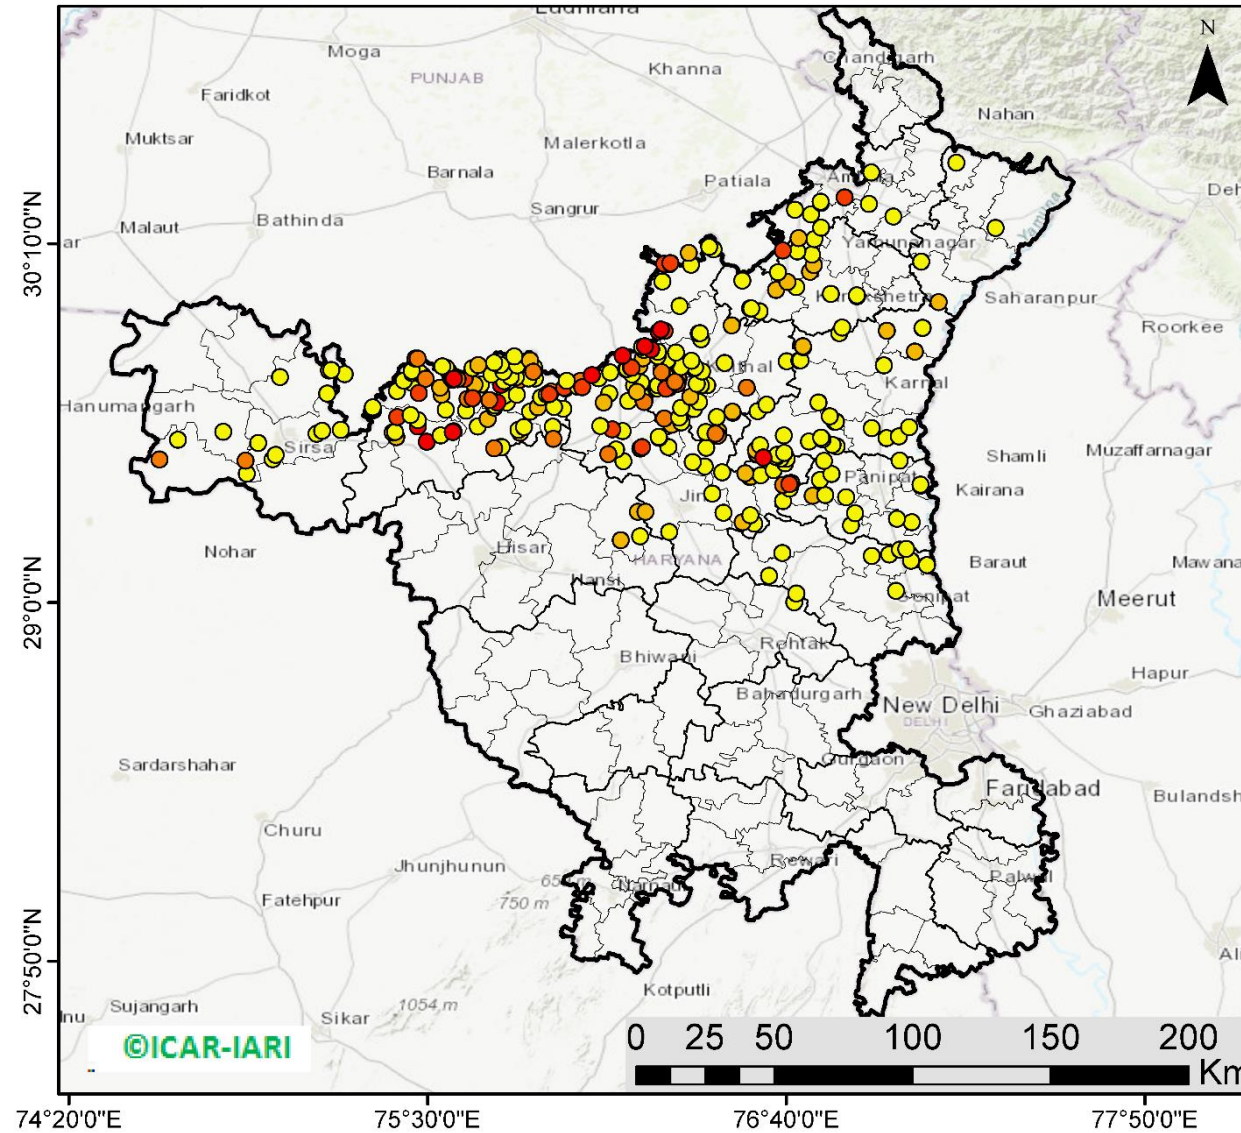 Ludhiana
N
Moga
Chandigarh
Khanna
PUNJAB
Faridkot
Nahan
Muktsar
Malerkotla
Barnala
Patiala
Sangrur
Bathinda
Malaut
ar
30°10'0"N
Yamunanagar
Yamuna
Saharanpur
Roorkee
Kaithal
Karnal
Hanumangarh
Sirsa
Muzaffarnagar
Shamli
Panipat
Kairana
Nohar
Hisar
HARYANA
Baraut
Mawana
Hansi
29°0'0"N
Sonipat
Meerut
Rohtak
Bhiwani
Hapur
Bahadurgarh
New Delhi
DELHI
Ghaziabad
Gurgaon
Sardarshahar
Faridabad
Bulandsh
Churu
Rewari
Jhunjhunun
Palwal
Narnaul
Fatehpur
750 m
27°50'0"N
Ali
Kotputli
Sujangarh
1054 m
Sikar
lnu
©ICAR-IARI
0 25 50 100 150 200
Km
74°20'0"E 75°30'0"E 76°40'0"E 77°50'0"E